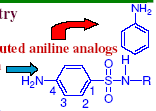 try
NH₂
uted aniline analogs
H
H₂N
4
3
2
1
O
S
O
H
N-R